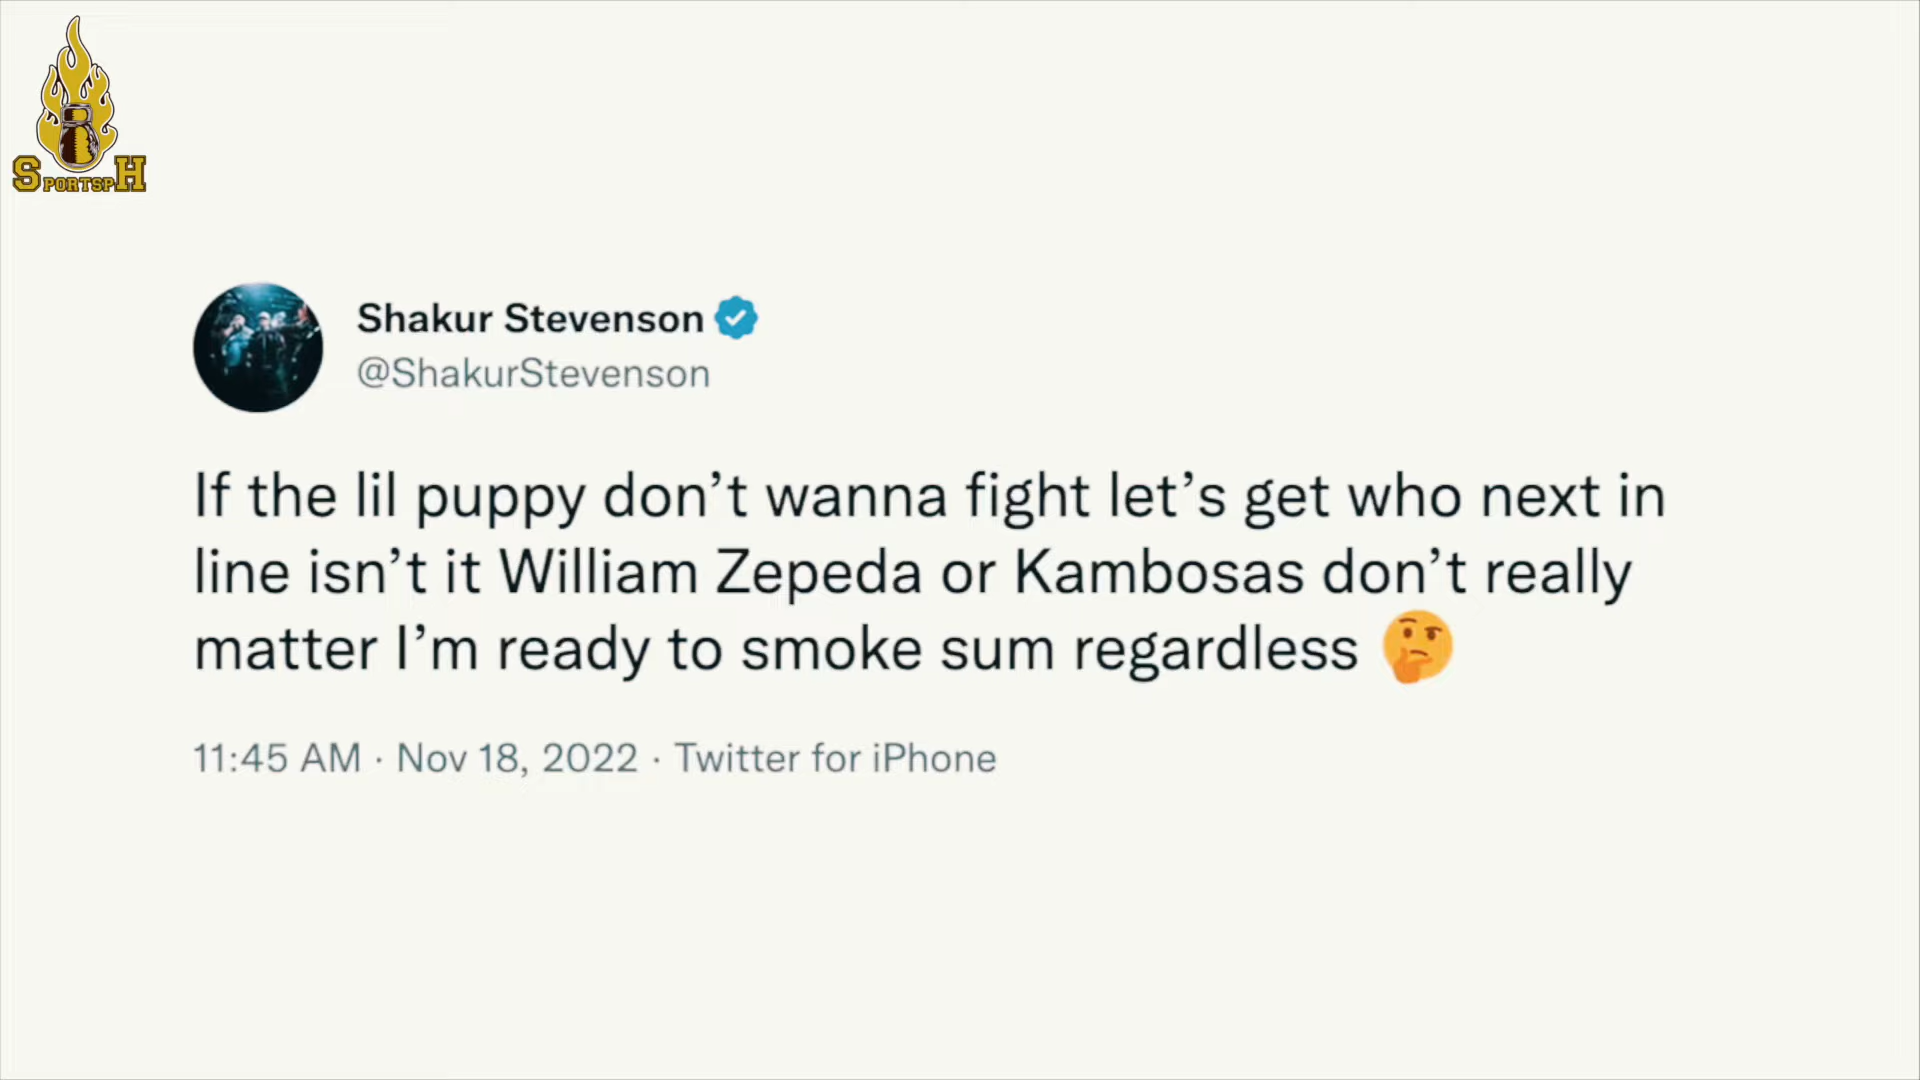 SPORTSPH
Shakur Stevenson
@ShakurStevenson
If the lil puppy don’t wanna fight let’s get who next in
line isn’t it William Zepeda or Kambosas don’t really
matter I’m ready to smoke sum regardless 🤔
11:45 AM · Nov 18, 2022 · Twitter for iPhone